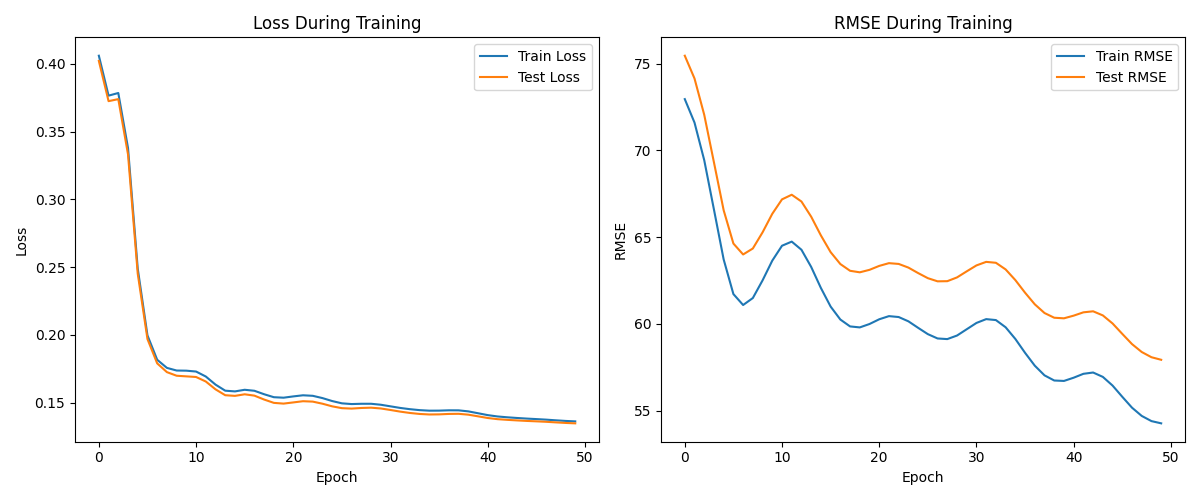 Loss During Training
Loss
0.40
0.35
0.30
0.25
0.20
0.15
Train Loss
Test Loss
0 10 20 30 40 50
Epoch
RMSE During Training
RMSE
75
70
65
60
55
Train RMSE
Test RMSE
0 10 20 30 40 50
Epoch